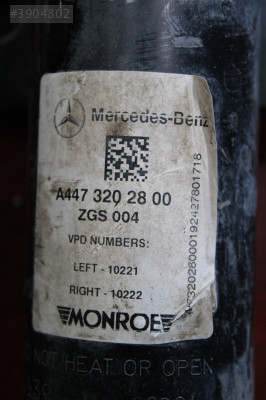 #3904802
Mercedes-Benz
A447 320 28 00
ZGS 004
VPD NUMBERS:
LEFT - 10221
RIGHT - 10222
MONROE
NOT HEAT OR OPEN